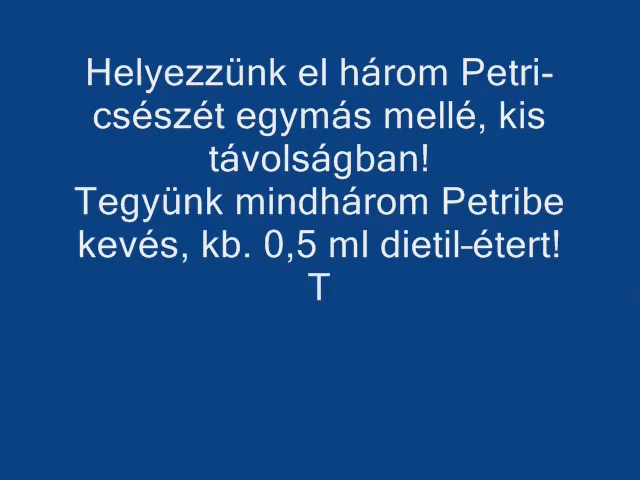 Helyezzünk el három Petri-
csészét egymás mellé, kis
távolságban!
Tegyünk mindhárom Petribe
kevés, kb. 0,5 ml dietil–étert!
T